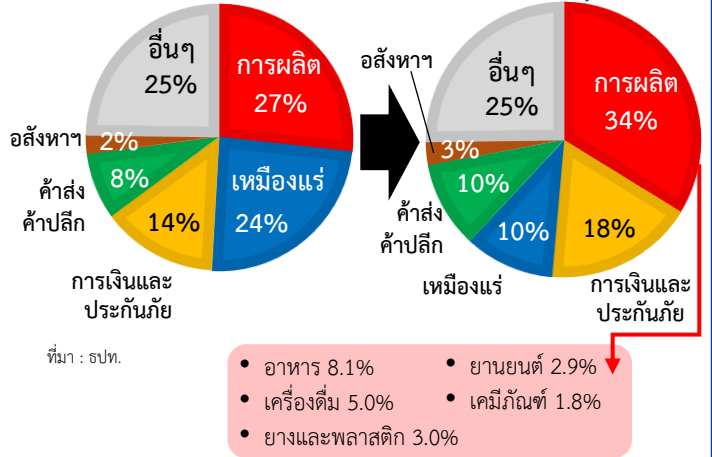 อื่นๆ
25%
การผลิต
27%
อสังหาฯ
2%
8%
ค้าส่ง
ค้าปลีก
14%
เหมืองแร่
24%
การเงินและ
ประกันภัย
อสังหาฯ
อื่นๆ
25%
การผลิต
34%
3%
10%
ค้าส่ง
ค้าปลีก
10%
เหมืองแร่
18%
การเงินและ
ประกันภัย
ที่มา : ธปท.
• อาหาร 8.1%
• เครื่องดื่ม 5.0%
• ยางและพลาสติก 3.0%
• ยานยนต์ 2.9%
• เคมีภัณฑ์ 1.8%